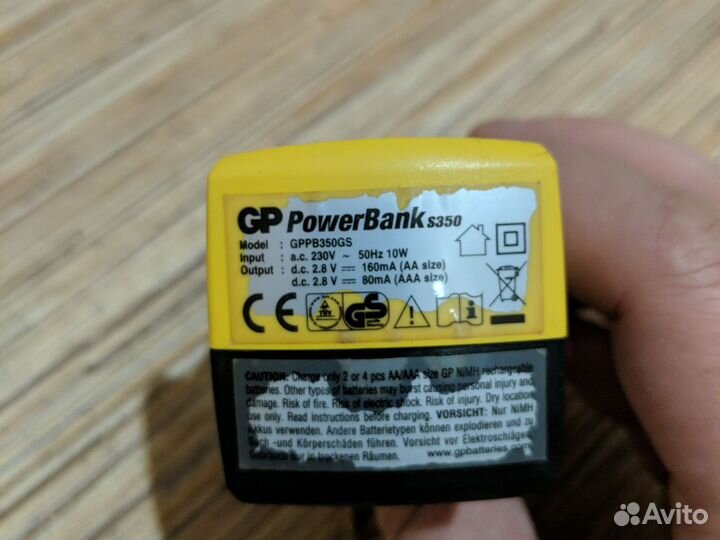 GP PowerBank S350
Model : GPPB350GS
Input : a.c. 230V ~ 50Hz 10W
Output : d.c. 2.8 V ⎓ 160mA (AA size)
d.c. 2.8 V ⎓ 80mA (AAA size)
CE TÜV GS
CAUTION: Charge only 2 or 4 pcs AA/AAA size GP NiMH rechargeable
batteries. Other types of batteries may burst causing personal injury and
damage. Risk of fire. Risk of electric shock. Risk of injury. Dry location
use only. Read instructions before charging. VORSICHT: Nur NiMH
Akkus verwenden. Andere Batterietypen können explodieren und zu
Sach -und Körperschäden führen. Vorsicht vor Elektroschlägen.
Gebrauch nur in trockenen Räumen. www.gpbatteries.com
Avito